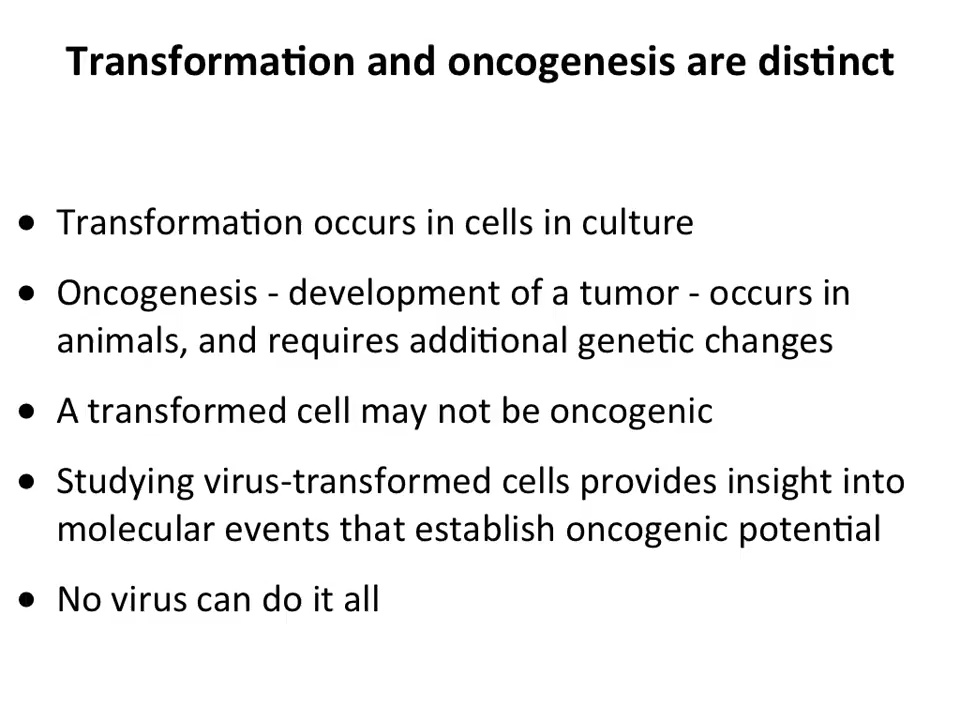 Transformation and oncogenesis are distinct
• Transformation occurs in cells in culture
• Oncogenesis - development of a tumor - occurs in
animals, and requires additional genetic changes
• A transformed cell may not be oncogenic
• Studying virus-transformed cells provides insight into
molecular events that establish oncogenic potential
• No virus can do it all